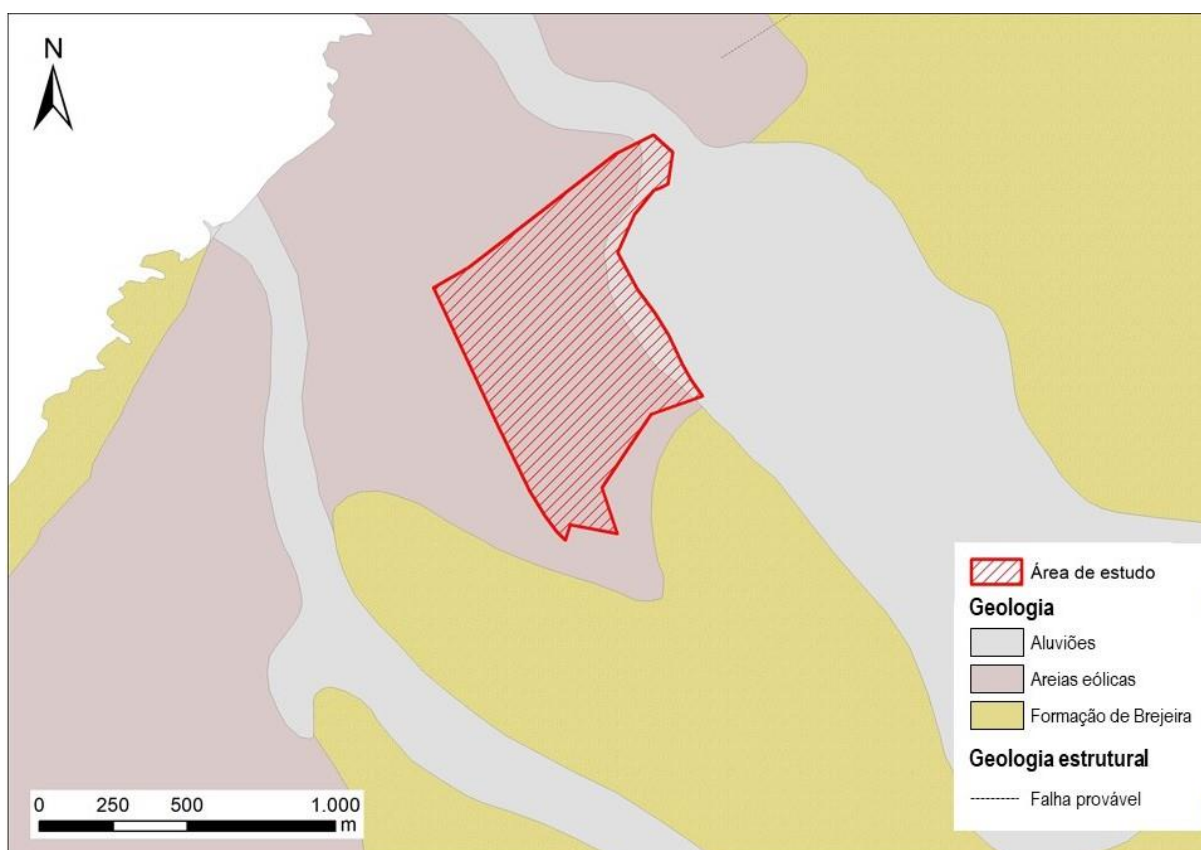 N
Área de estudo
Geologia
Aluviões
Areias eólicas
Formação de Brejeira
Geologia estrutural
Falha provável
0 250 500 1.000
m